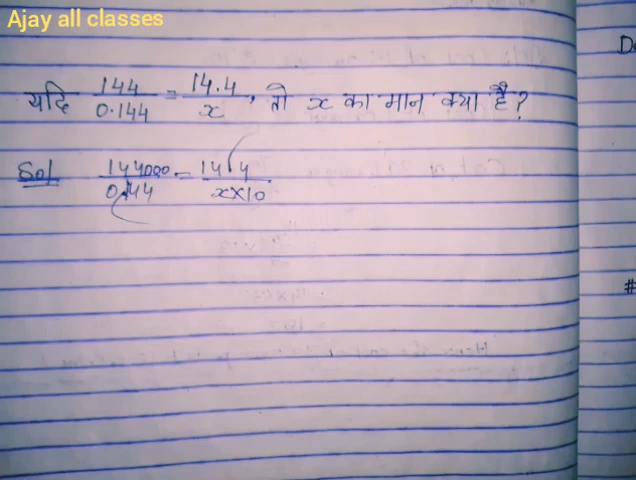 Ajay all classes
यदि 144/0.144 = 14.4/x, तो x का मान क्या है?
Sol 144000/0144 = 144/x×10
#